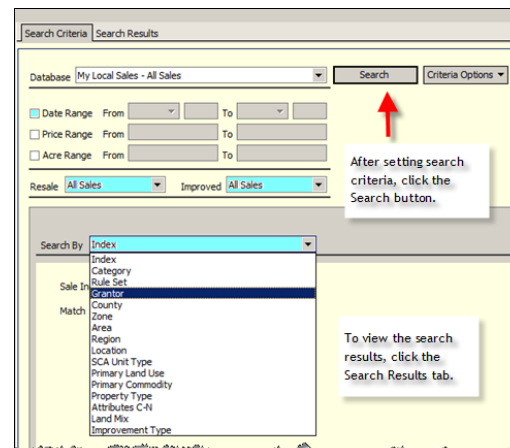 Search Criteria Search Results
Database My Local Sales - All Sales Search Criteria Options
Date Range From To
Price Range From To
Acre Range From To
After setting search
criteria, click the
Search button.
Resale All Sales Improved All Sales
Search By Index
Index
Category
Rule Set
Grantor
County
Zone
Area
Region
Location
SCA Unit Type
Primary Land Use
Primary Commodity
Property Type
Attributes C-N
Land Mix
Improvement Type
Sale In
Match
To view the search
results, click the
Search Results tab.